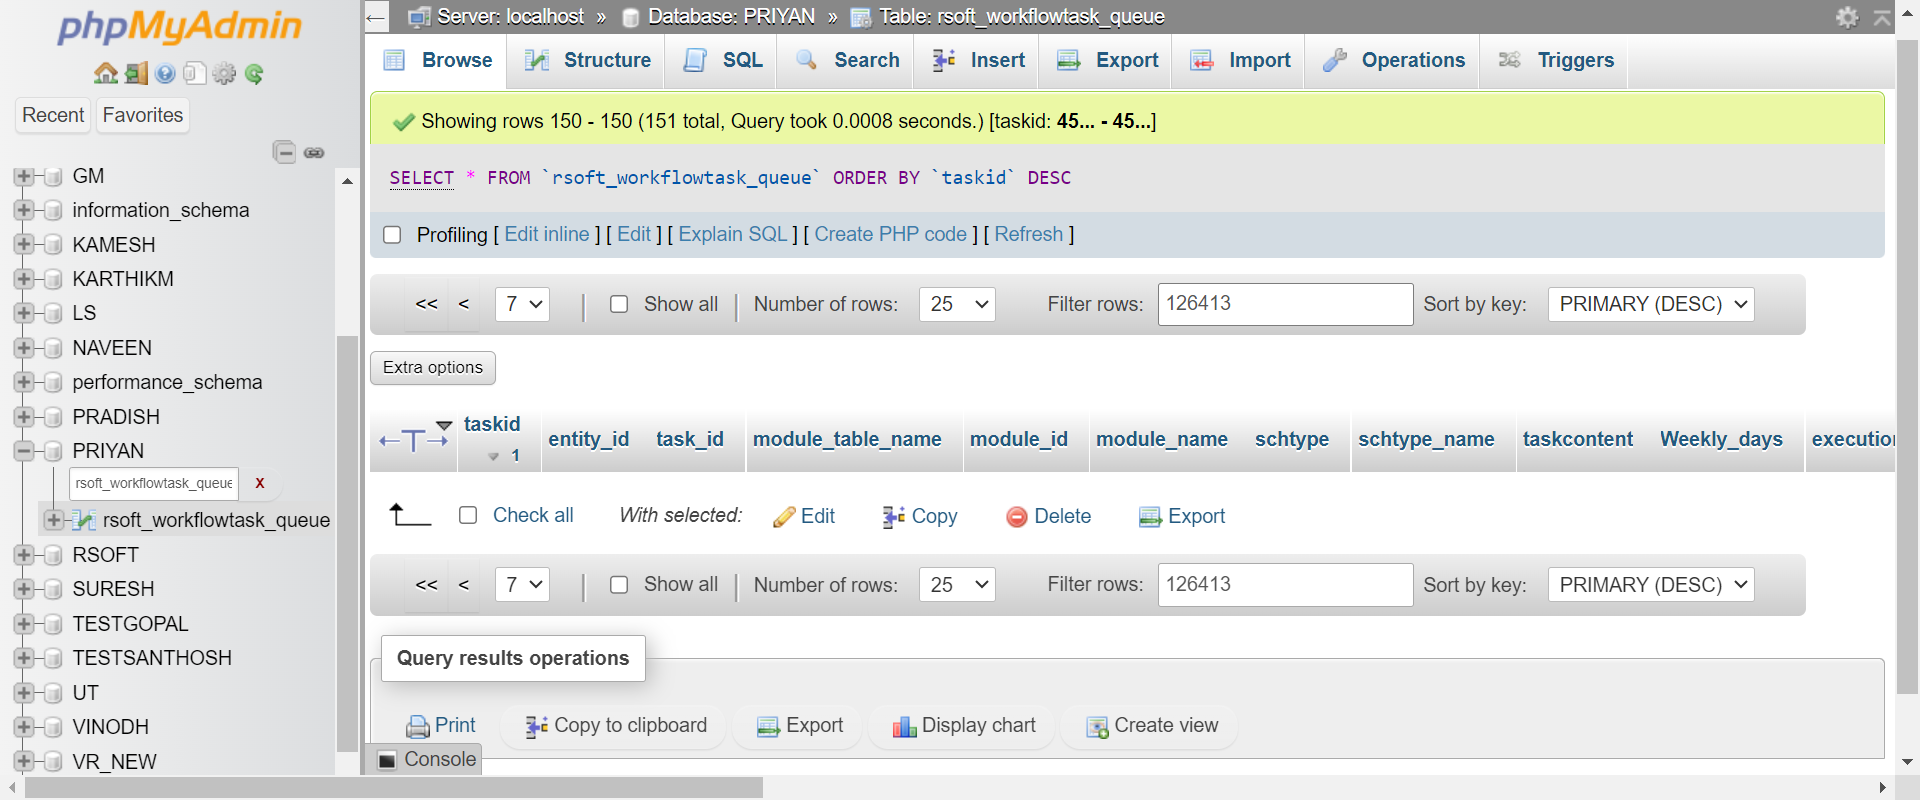 phpMyAdmin
Recent
Favorites
GM
information_schema
KAMESH
KARTHIKM
LS
NAVEEN
performance_schema
PRADISH
PRIYAN
rsoft_workflowtask_queue
X
rsoft_workflowtask_queue
RSOFT
SURESH
TESTGOPAL
TESTSANTHOSH
UT
VINODH
VR_NEW
Server: localhost » Database: PRIYAN » Table: rsoft_workflowtask_queue
Browse Structure SQL Search Insert Export Import Operations Triggers
Showing rows 150 - 150 (151 total, Query took 0.0008 seconds.) [taskid: 45... - 45...]
SELECT * FROM `rsoft_workflowtask_queue` ORDER BY `taskid` DESC
Profiling [ Edit inline ] [ Edit ] [ Explain SQL ] [ Create PHP code ] [ Refresh ]
<< < 7 | Show all | Number of rows: 25 Filter rows: 126413 Sort by key: PRIMARY (DESC)
Extra options
←T→ taskid 1 entity_id task_id module_table_name module_id module_name schtype schtype_name taskcontent Weekly_days execution
Check all With selected: Edit Copy Delete Export
<< < 7 | Show all | Number of rows: 25 Filter rows: 126413 Sort by key: PRIMARY (DESC)
Query results operations
Print Copy to clipboard Export Display chart Create view
Console